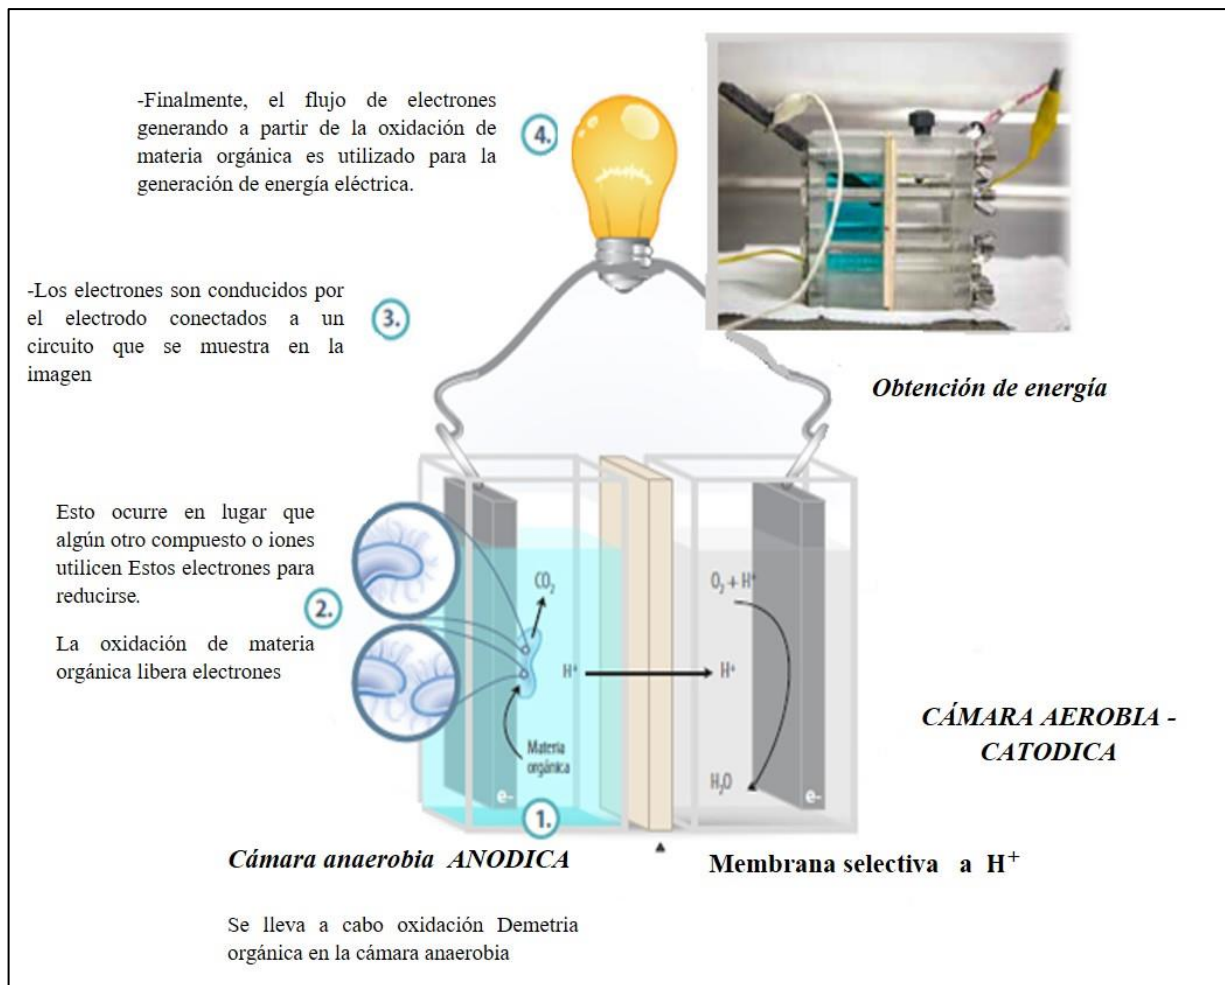 -Finalmente, el flujo de electrones
generando a partir de la oxidación de
materia orgánica es utilizado para la
generación de energía eléctrica.
4.
-Los electrones son conducidos por
el electrodo conectados a un
circuito que se muestra en la
imagen
3.
Obtención de energía
Esto ocurre en lugar que
algún otro compuesto o iones
utilicen Estos electrones para
reducirse.
2.
La oxidación de materia
orgánica libera electrones
CO₂
H⁺
Materia
orgánica
e-
1.
O₂ + H⁺
H⁺
H₂O
e-
CÁMARA AEROBIA -
CATODICA
Cámara anaerobia ANODICA
Membrana selectiva a H⁺
Se lleva a cabo oxidación Demetria
orgánica en la cámara anaerobia